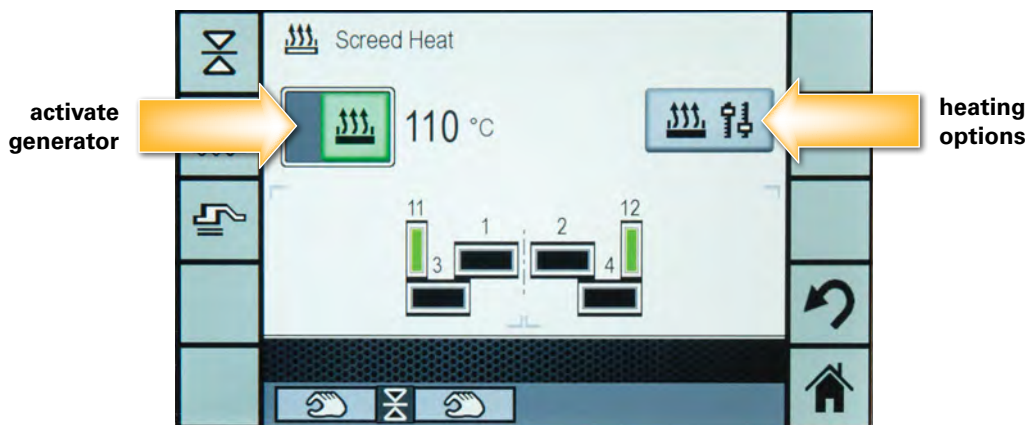 Screed Heat
activate
generator
110 °C
heating
options
11 12
1 2
3 4